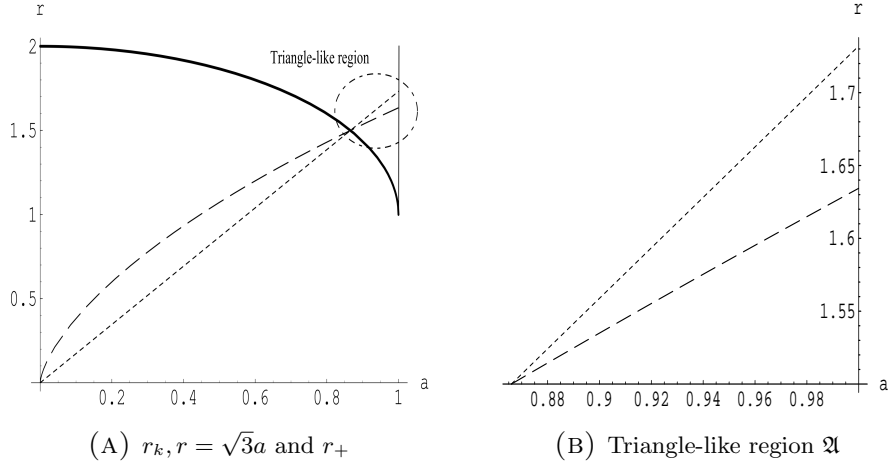 r
2
1.5
1
0.5
0.2
0.4
0.6
0.8
1
a
Triangle-like region
(A) r_k, r = √3a and r_+
r
1.7
1.65
1.6
1.55
0.88
0.9
0.92
0.94
0.96
0.98
a
(B) Triangle-like region 𝔄